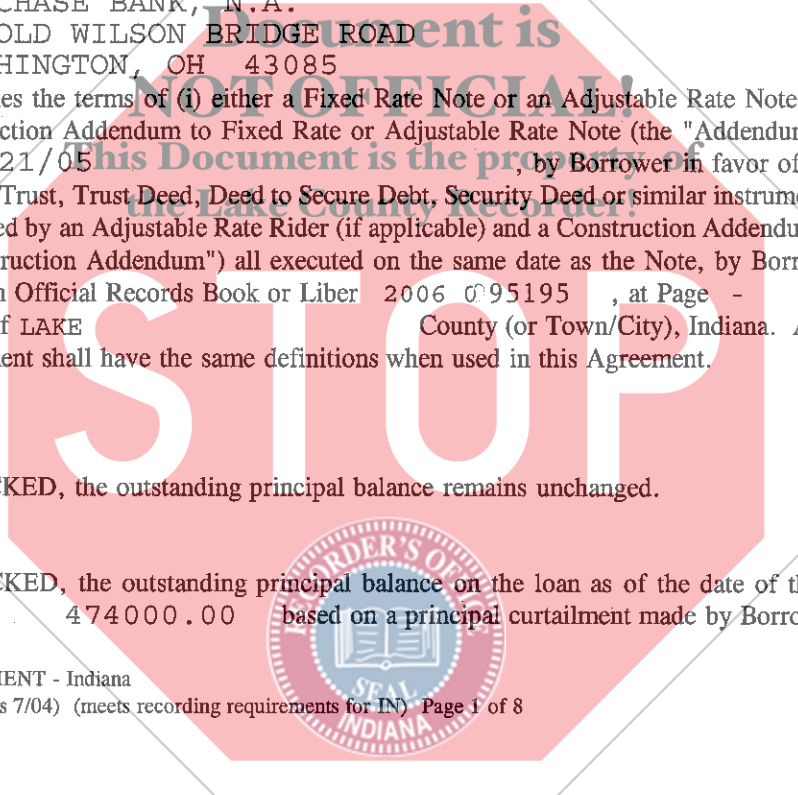 CHASE BANK, N.A.
OLD WILSON BRIDGE ROAD
HINGTON, OH 43085
es the terms of (i) either a Fixed Rate Note or an Adjustable Rate Note
ction Addendum to Fixed Rate or Adjustable Rate Note (the "Addendum
21/05 , by Borrower in favor of
Trust, Trust Deed, Deed to Secure Debt, Security Deed or similar instrume
ed by an Adjustable Rate Rider (if applicable) and a Construction Addendu
ruction Addendum") all executed on the same date as the Note, by Borr
n Official Records Book or Liber 2006 095195 , at Page -
f LAKE County (or Town/City), Indiana. A
ent shall have the same definitions when used in this Agreement.
CKED, the outstanding principal balance remains unchanged.
CKED, the outstanding principal balance on the loan as of the date of th
474000.00 based on a principal curtailment made by Borro
MENT - Indiana
s 7/04) (meets recording requirements for IN) Page 1 of 8
Document is
NOT OFFICIAL!
This Document is the property of
the Lake County Recorder!
STOP
RECORDER'S OFFICE
SEAL
INDIANA